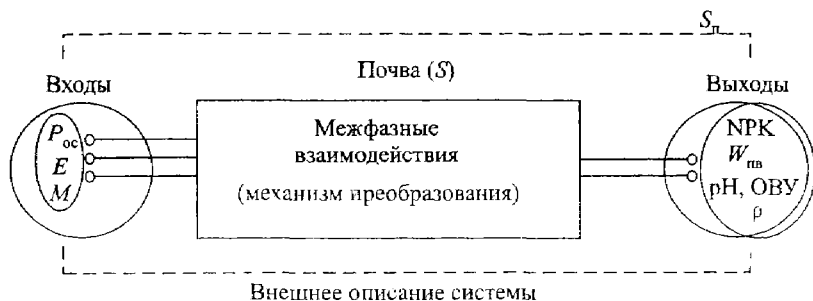 Sп
Почва (S)
Входы
Выходы
Pос
E
M
Межфазные
взаимодействия
(механизм преобразования)
NPK
Wпв
pH, ОВУ
ρ
Внешнее описание системы